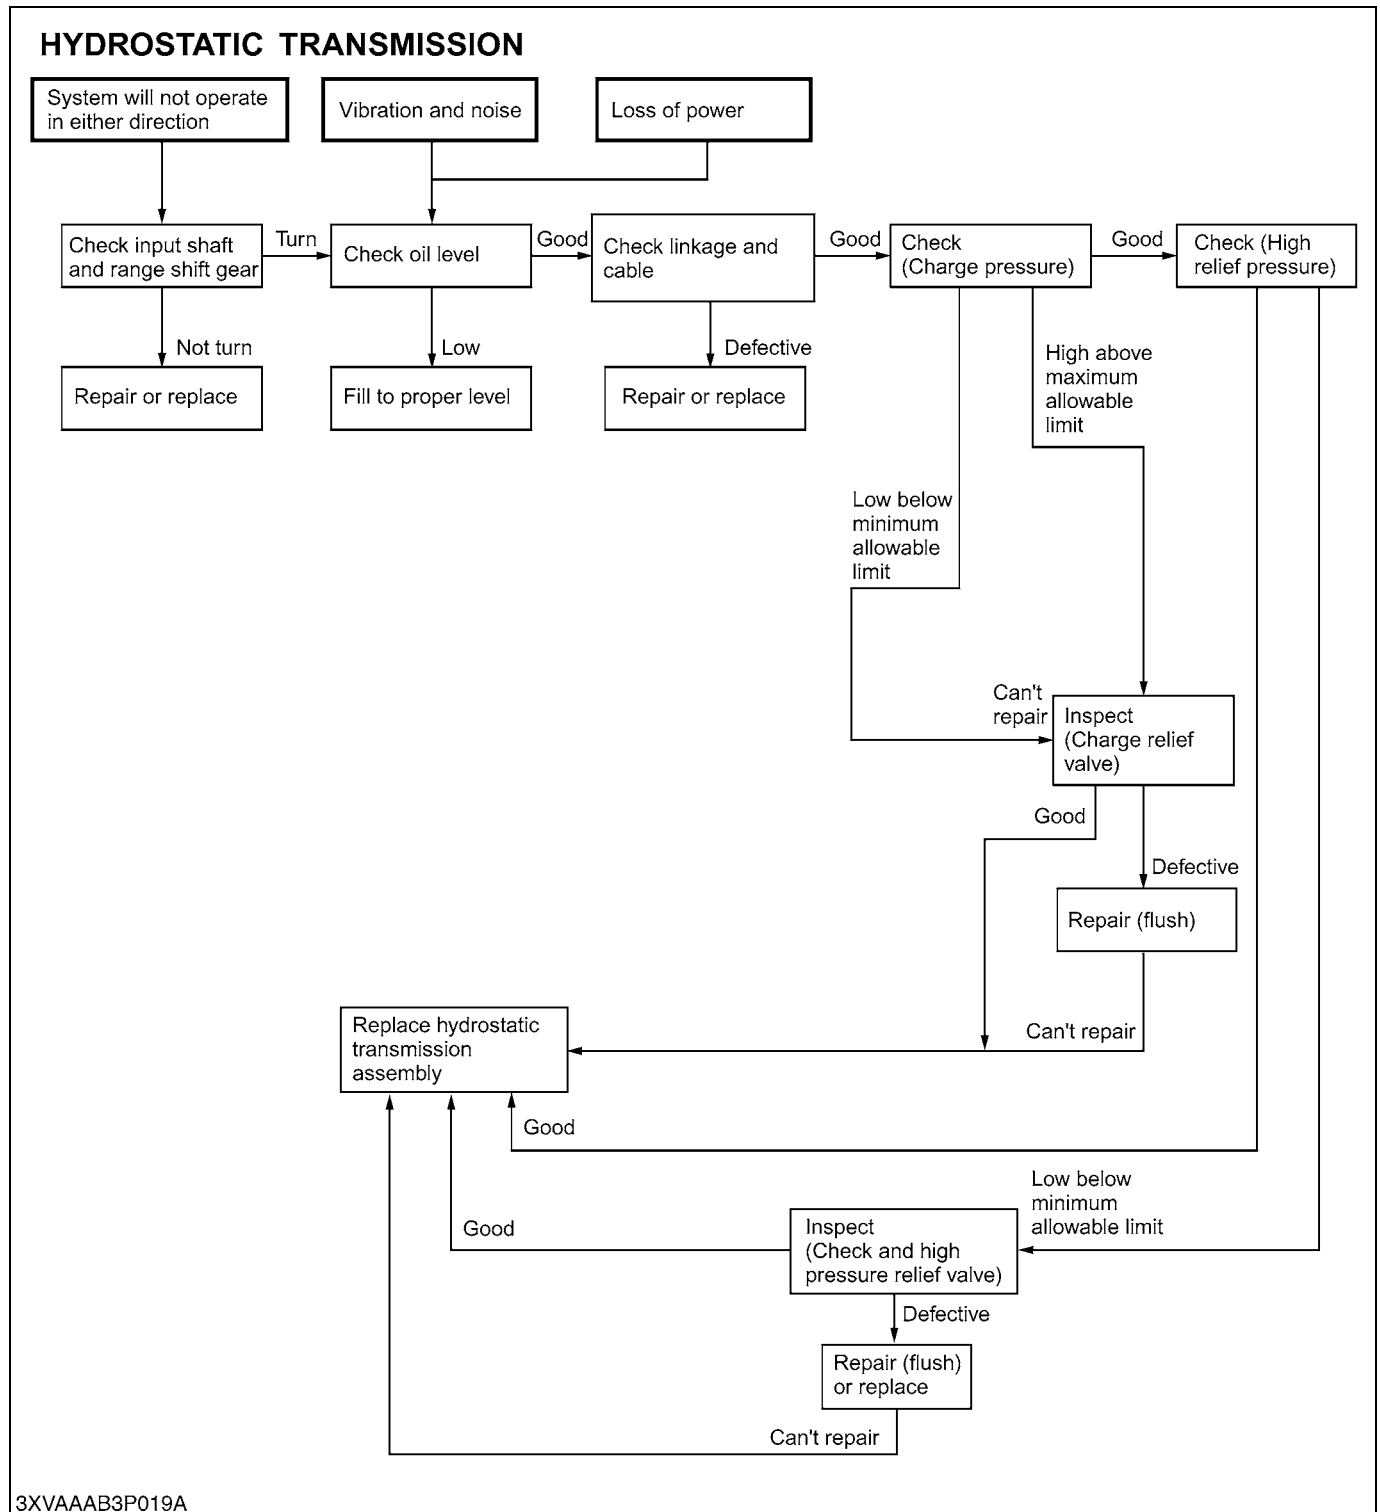 HYDROSTATIC TRANSMISSION
System will not operate
in either direction
Vibration and noise
Loss of power
Check input shaft
and range shift gear
Turn
Check oil level
Good
Check linkage and
cable
Good
Check
(Charge pressure)
Good
Check (High
relief pressure)
Not turn
Low
Defective
Repair or replace
Fill to proper level
Repair or replace
High above
maximum
allowable
limit
Low below
minimum
allowable
limit
Can't
repair
Inspect
(Charge relief
valve)
Good
Defective
Repair (flush)
Can't repair
Replace hydrostatic
transmission
assembly
Good
Low below
minimum
allowable limit
Good
Inspect
(Check and high
pressure relief valve)
Defective
Repair (flush)
or replace
Can't repair
3XVAAAB3P019A